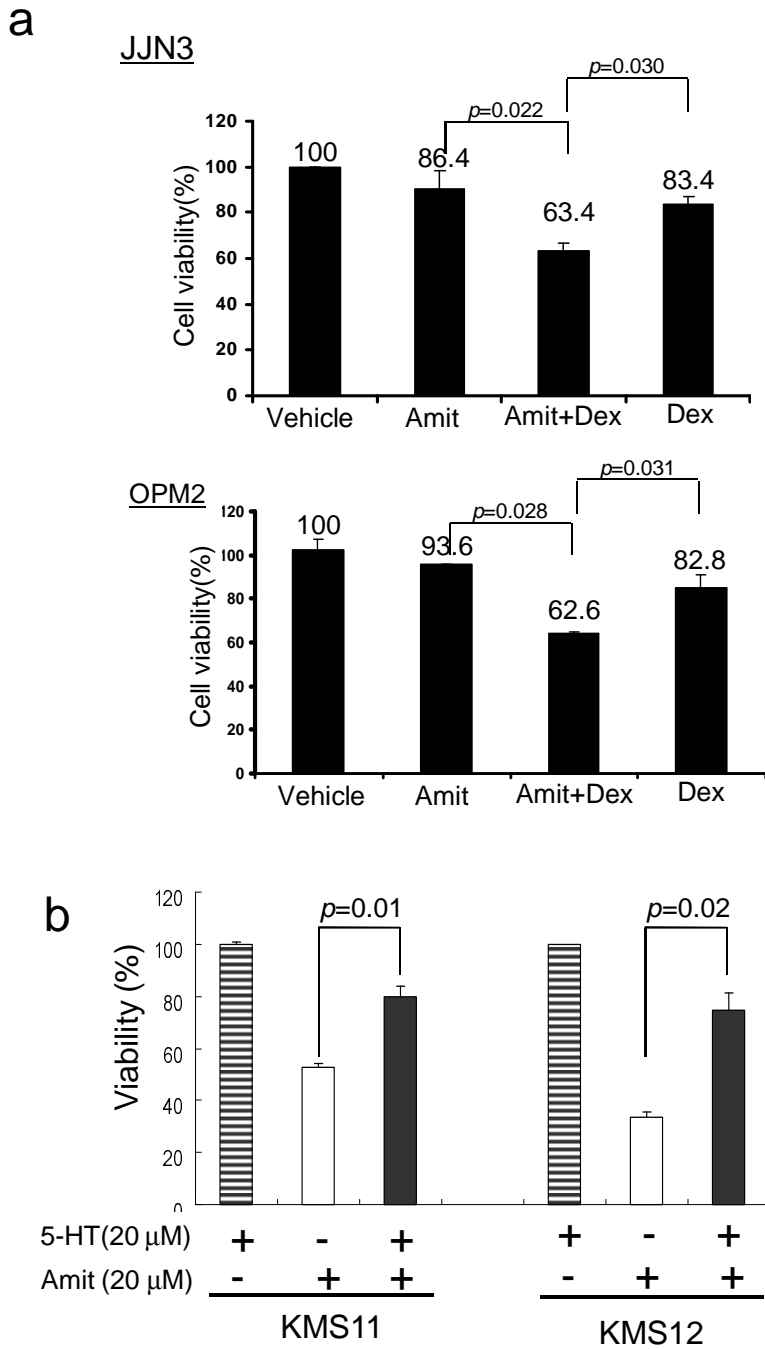 a
JJN3
p=0.030
p=0.022
120
100
80
60
40
20
0
Cell viability(%)
100
86.4
63.4
83.4
Vehicle Amit Amit+Dex Dex
OPM2
p=0.031
p=0.028
120
100
80
60
40
20
0
Cell viability(%)
100
93.6
62.6
82.8
Vehicle Amit Amit+Dex Dex
b
120
100
80
60
40
20
0
Viability (%)
p=0.01
p=0.02
5-HT(20 μM) + - + + - +
Amit (20 μM) - + + - + +
KMS11 KMS12